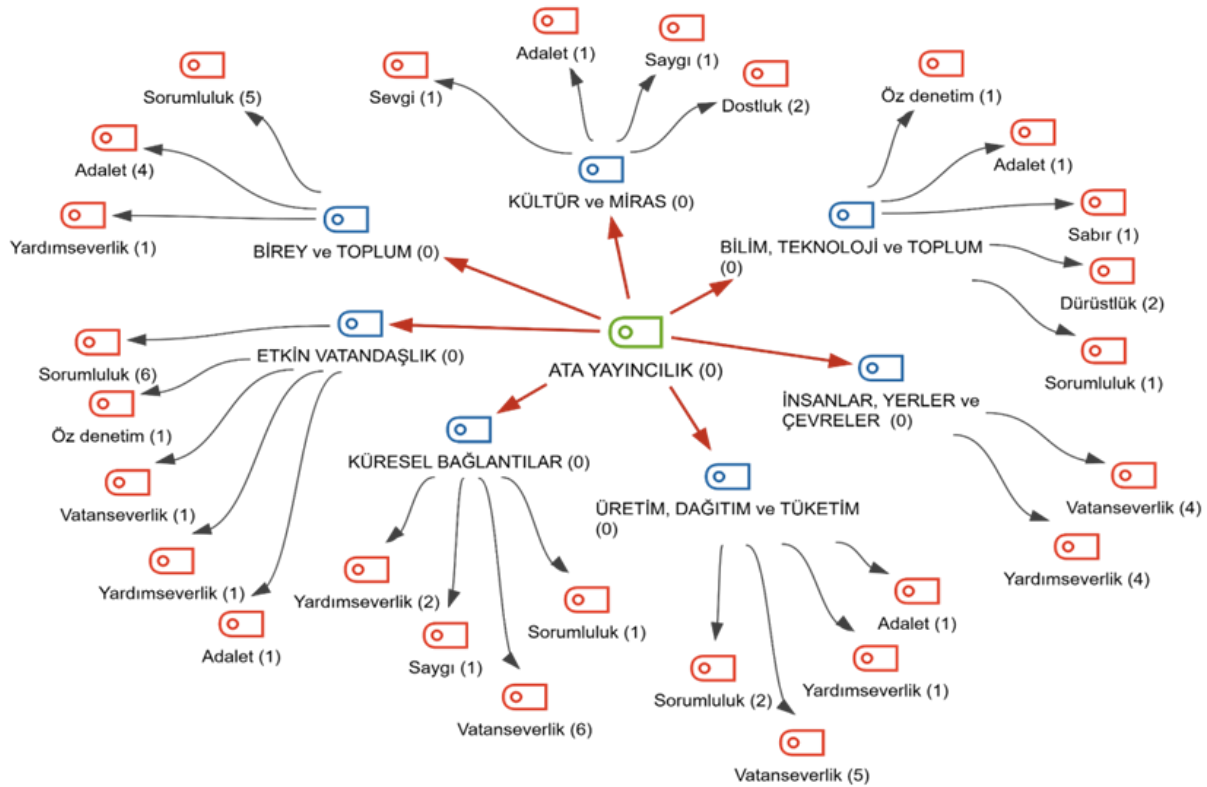 Adalet (1)
Saygı (1)
Sevgi (1)
Dostluk (2)
KÜLTÜR ve MİRAS (0)
Sorumluluk (5)
Adalet (4)
Yardımseverlik (1)
BİREY ve TOPLUM (0)
Öz denetim (1)
Adalet (1)
Sabır (1)
Dürüstlük (2)
Sorumluluk (1)
BİLİM, TEKNOLOJİ ve TOPLUM
(0)
ATA YAYINCILIK (0)
ETKİN VATANDAŞLIK (0)
Sorumluluk (6)
Öz denetim (1)
Vatanseverlik (1)
Yardımseverlik (1)
Adalet (1)
KÜRESEL BAĞLANTILAR (0)
Yardımseverlik (2)
Saygı (1)
Vatanseverlik (6)
Sorumluluk (1)
ÜRETİM, DAĞITIM ve TÜKETİM
(0)
Sorumluluk (2)
Vatanseverlik (5)
Yardımseverlik (1)
Adalet (1)
İNSANLAR, YERLER ve
ÇEVRELER (0)
Vatanseverlik (4)
Yardımseverlik (4)